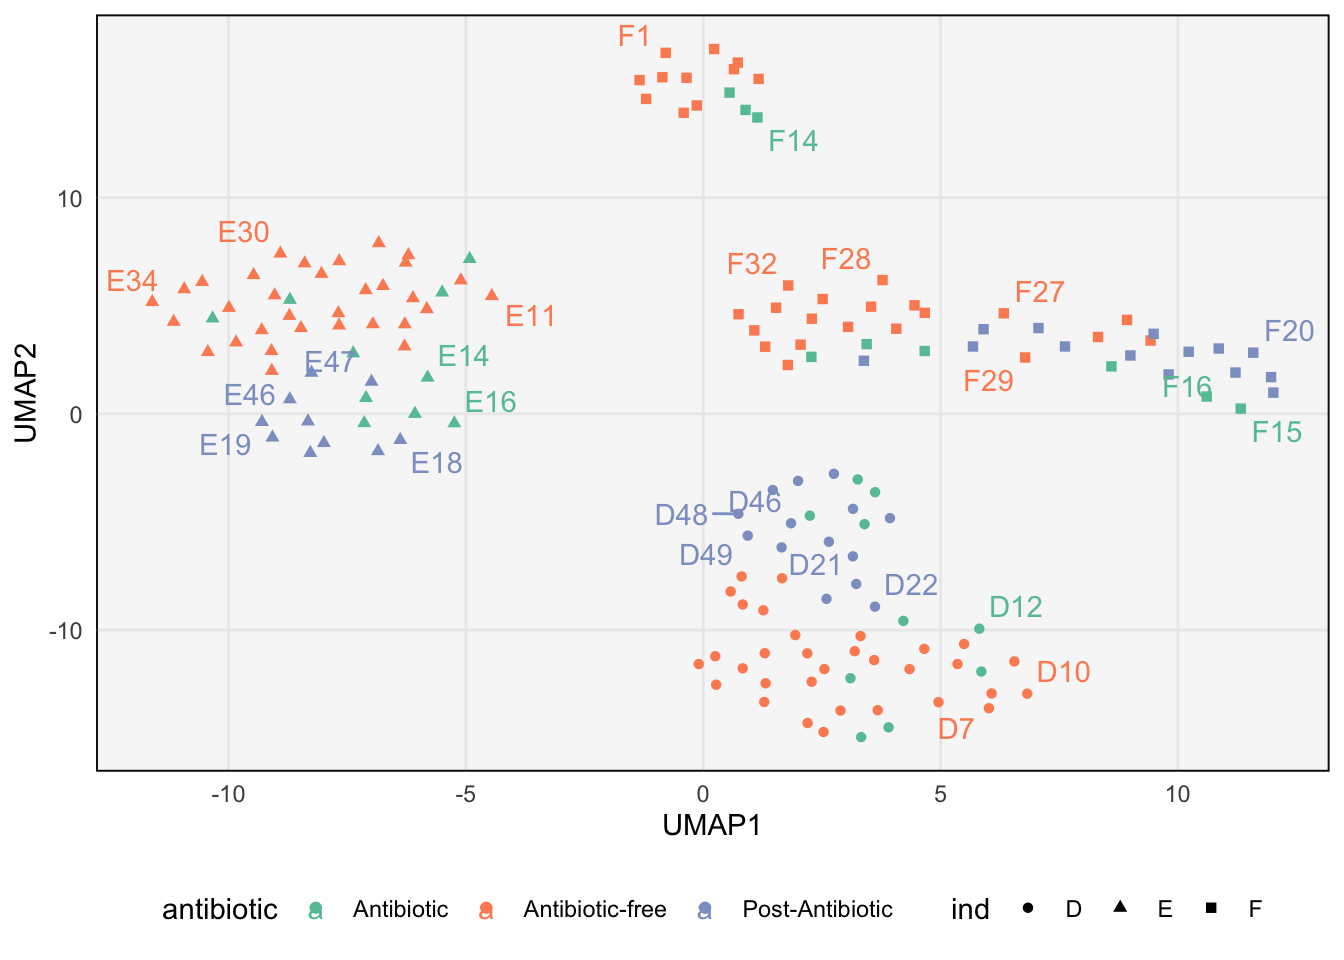 F1
F14
10
E30
E34
E11
F32
F28
F27
F20
F29
F16
F15
E47
E14
E46
E16
E19
E18
UMAP2
0
D46
D48
D49
D21
D22
D12
D10
D7
-10
-10 -5 0 5 10
UMAP1
antibiotic a Antibiotic a Antibiotic-free a Post-Antibiotic ind D E F